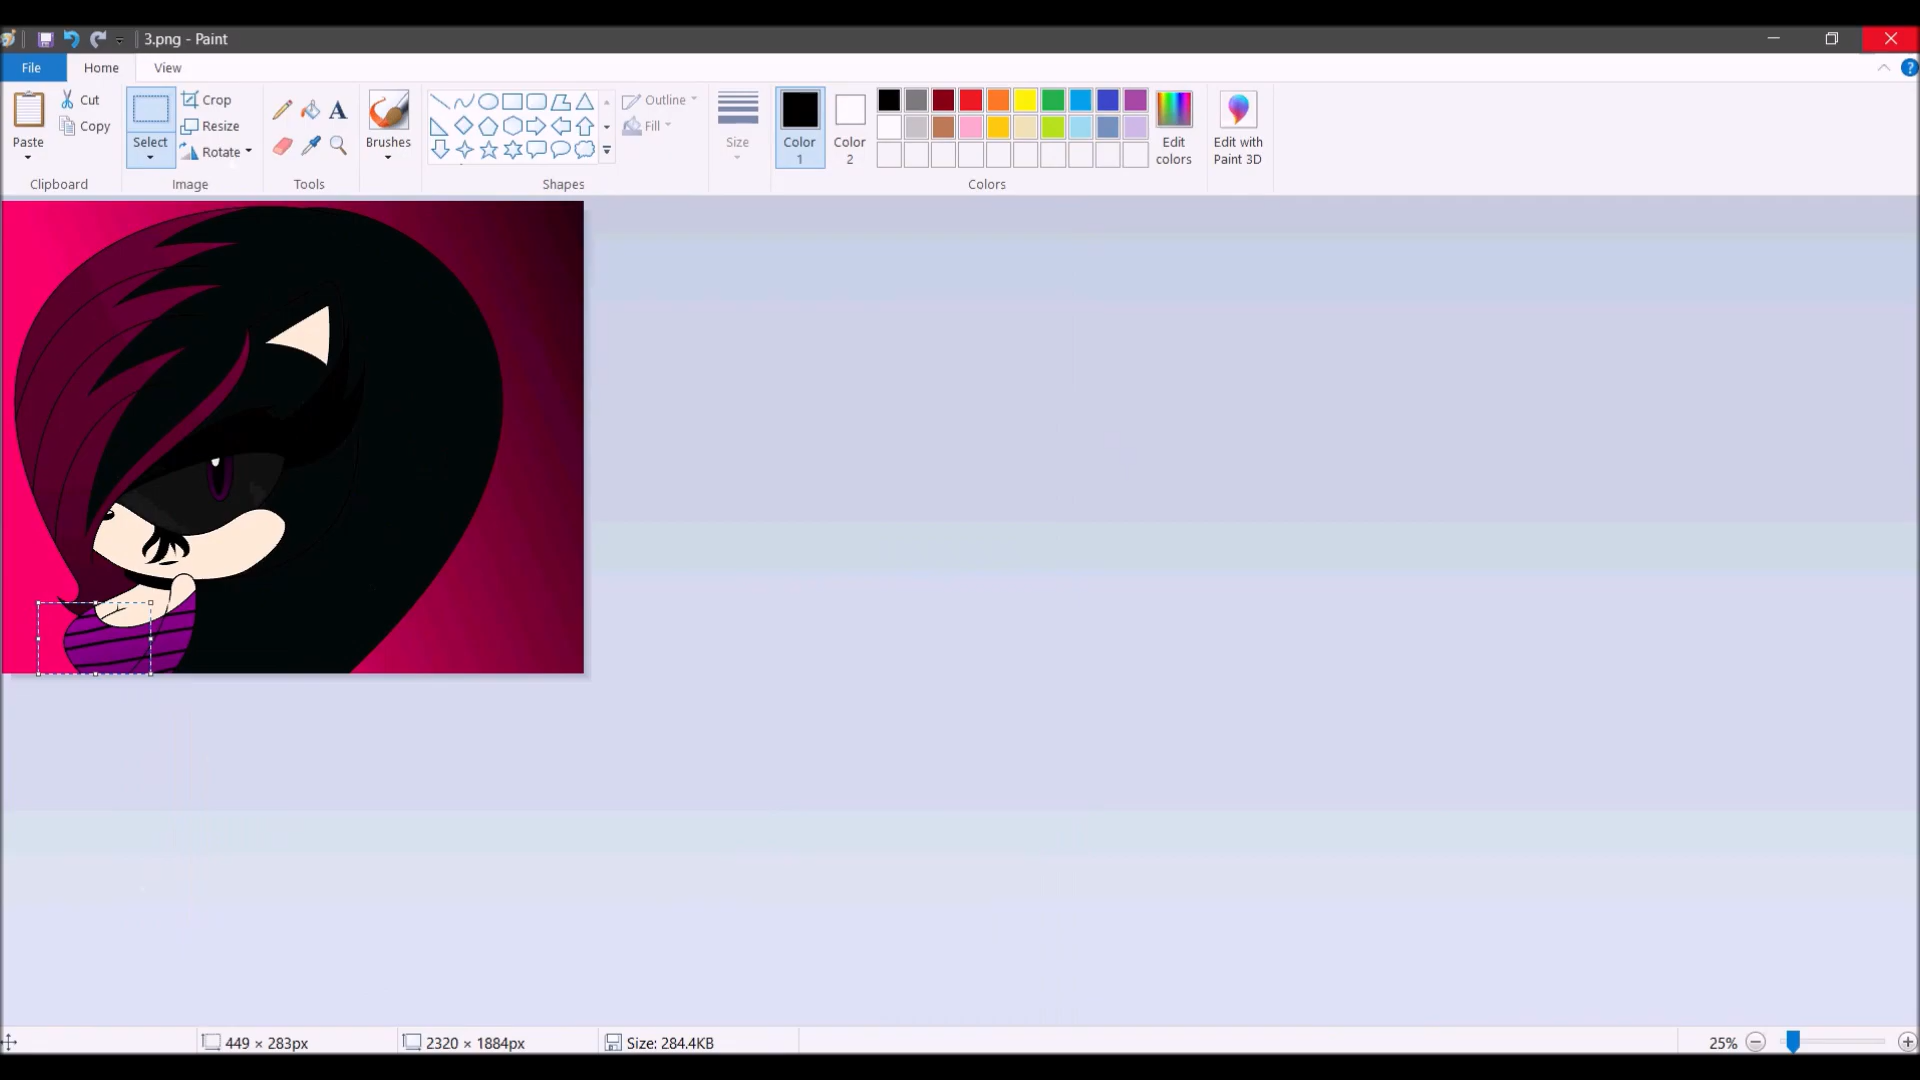 3.png - Paint
File Home View
Paste
Clipboard
Cut
Copy
Select
Crop
Resize
Rotate
Image
A
Tools
Brushes
Shapes
Outline
Fill
Size
Color 1
Color 2
Colors
Edit colors
Edit with Paint 3D
?
449 × 283px
2320 × 1884px
Size: 284.4KB
25%